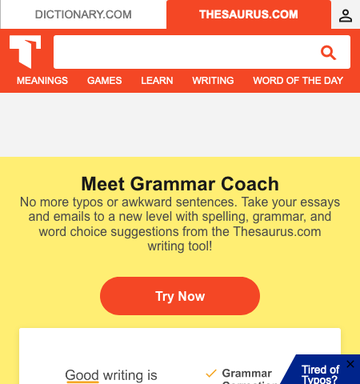 DICTIONARY.COM THESAURUS.COM
MEANINGS GAMES LEARN WRITING WORD OF THE DAY
Meet Grammar Coach
No more typos or awkward sentences. Take your essays
and emails to a new level with spelling, grammar, and
word choice suggestions from the Thesaurus.com
writing tool!
Try Now
Good writing is
Grammar
Tired of
Typos?